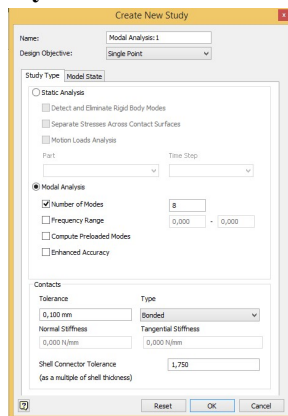 Create New Study
x
Name: Modal Analysis:1
Design Objective: Single Point
Study Type Model State
Static Analysis
Detect and Eliminate Rigid Body Modes
Separate Stresses Across Contact Surfaces
Motion Loads Analysis
Part Time Step
Modal Analysis
Number of Modes 8
Frequency Range 0,000 - 0,000
Compute Preloaded Modes
Enhanced Accuracy
Contacts
Tolerance Type
0,100 mm Bonded
Normal Stiffness Tangential Stiffness
0,000 N/mm 0,000 N/mm
Shell Connector Tolerance 1,750
(as a multiple of shell thickness)
? Reset OK Cancel